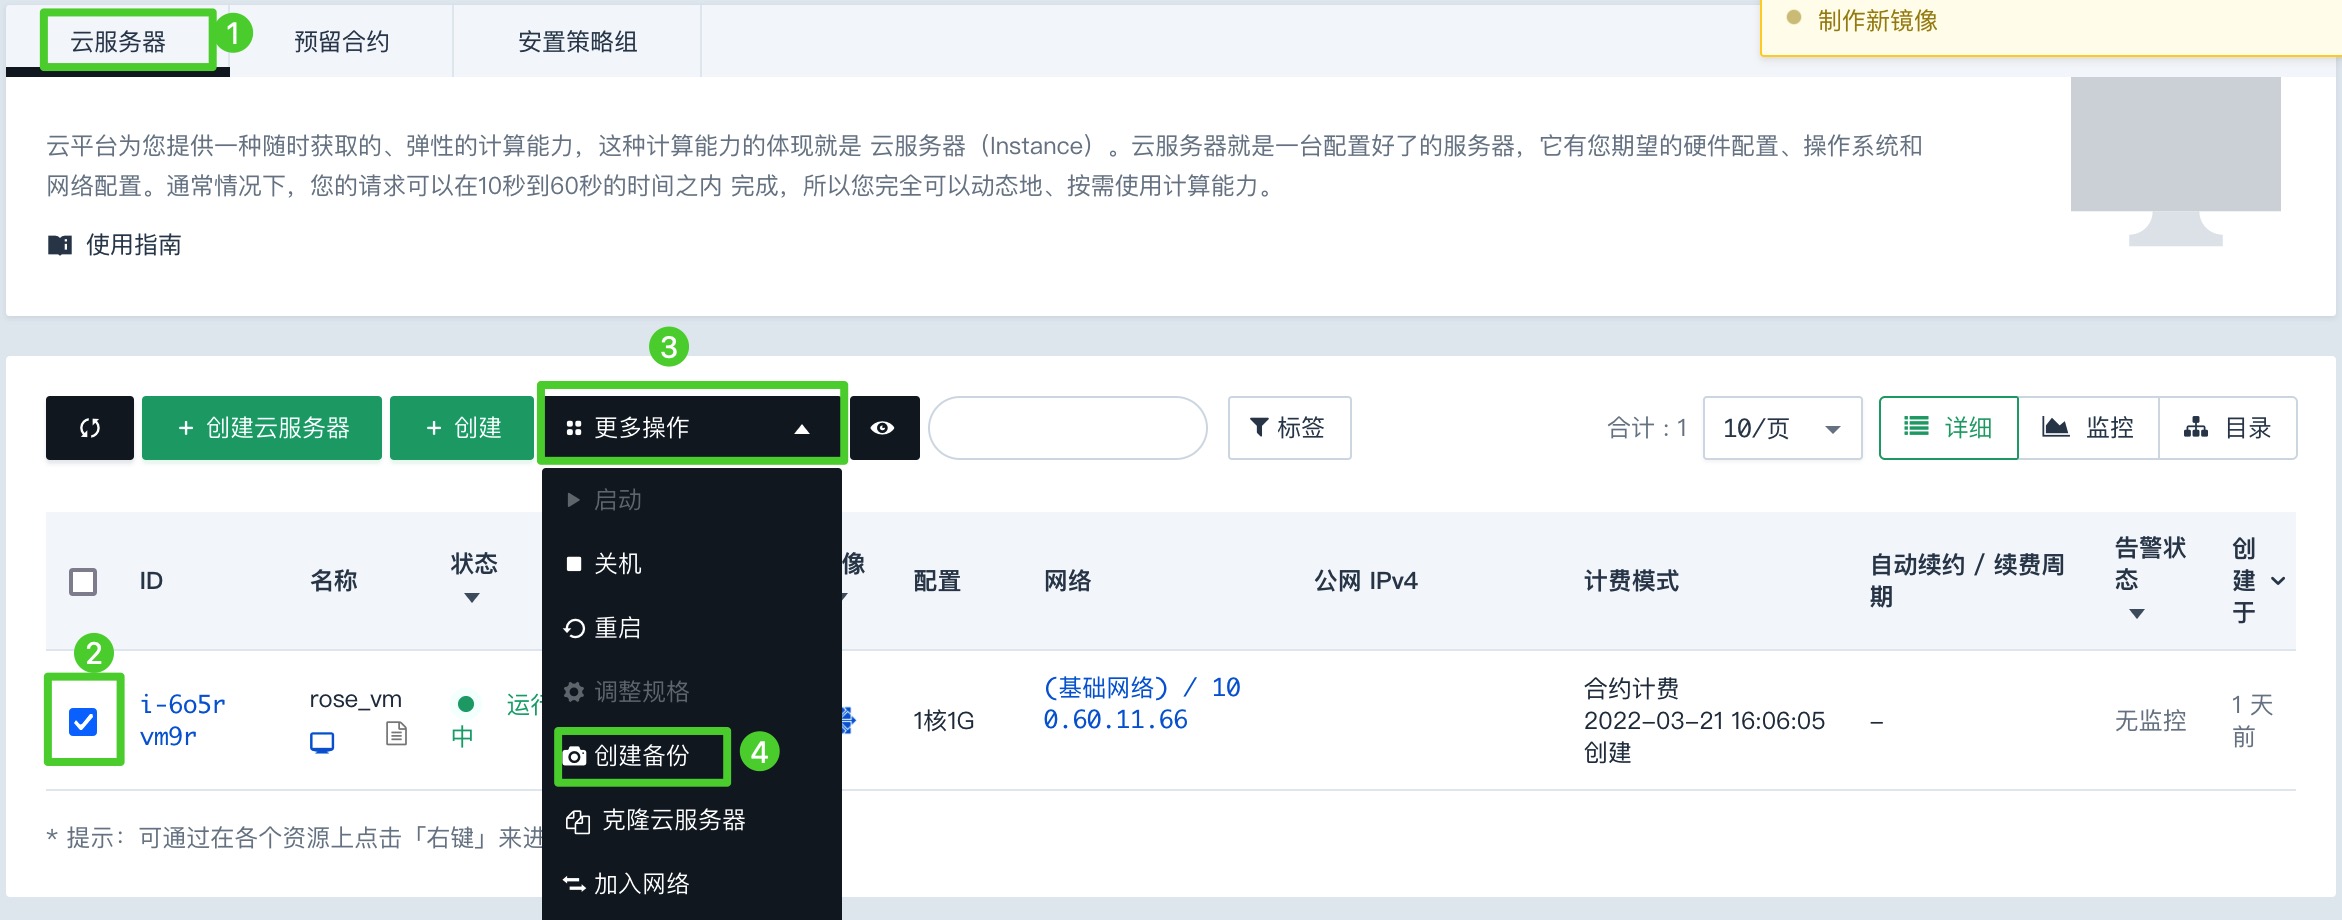 云服务器
1
预留合约
安置策略组
制作新镜像
云平台为您提供一种随时获取的、弹性的计算能力，这种计算能力的体现就是 云服务器（Instance）。云服务器就是一台配置好了的服务器，它有您期望的硬件配置、操作系统和
网络配置。通常情况下，您的请求可以在10秒到60秒的时间之内 完成，所以您完全可以动态地、按需使用计算能力。
使用指南
3
+ 创建云服务器
+ 创建
更多操作
标签
合计：1
10/页
详细
监控
目录
启动
关机
重启
调整规格
创建备份
4
克隆云服务器
加入网络
ID
名称
状态
像
配置
网络
公网 IPv4
计费模式
自动续约 / 续费周
期
告警状
态
创
建
于
2
i-6o5r
vm9r
rose_vm
运行
中
1核1G
(基础网络) / 10
0.60.11.66
合约计费
2022-03-21 16:06:05
创建
-
无监控
1 天
前
* 提示：可通过在各个资源上点击「右键」来进